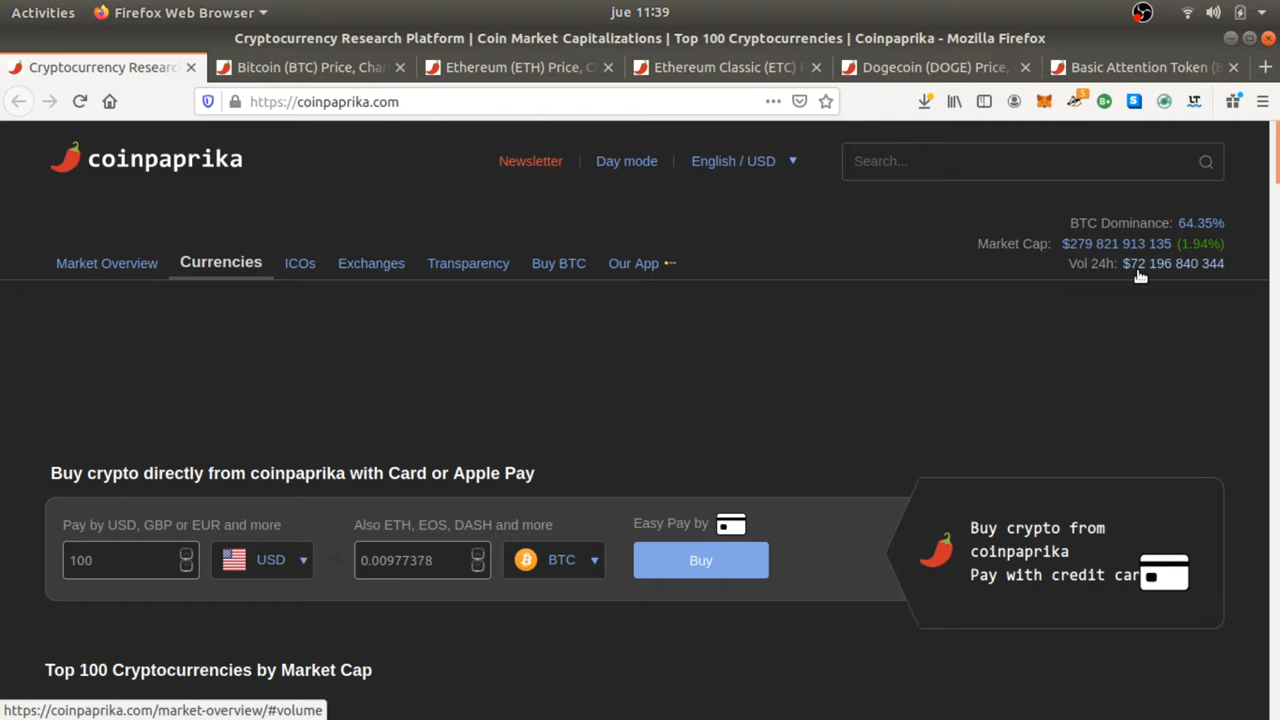 Activities Firefox Web Browser jue 11:39
Cryptocurrency Research Platform | Coin Market Capitalizations | Top 100 Cryptocurrencies | Coinpaprika - Mozilla Firefox
Cryptocurrency Researc Bitcoin (BTC) Price, Cha Ethereum (ETH) Price, C Ethereum Classic (ETC) Dogecoin (DOGE) Price, Basic Attention Token (B
https://coinpaprika.com
5 B+ S LT
coinpaprika Newsletter | Day mode | English / USD Search...
BTC Dominance: 64.35%
Market Cap: $279 821 913 135 (1.94%)
Market Overview Currencies ICOs Exchanges Transparency Buy BTC Our App Vol 24h: $72 196 840 344
Buy crypto directly from coinpaprika with Card or Apple Pay
Pay by USD, GBP or EUR and more Also ETH, EOS, DASH and more Easy Pay by
100 USD 0.00977378 BTC Buy
Buy crypto from
coinpaprika
Pay with credit car
Top 100 Cryptocurrencies by Market Cap
https://coinpaprika.com/market-overview/#volume